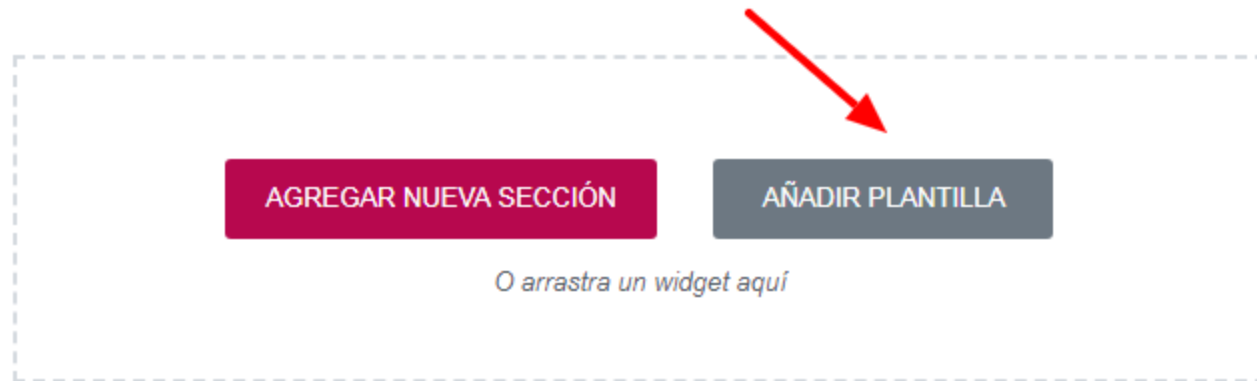 AGREGAR NUEVA SECCIÓN AÑADIR PLANTILLA
O arrastra un widget aquí